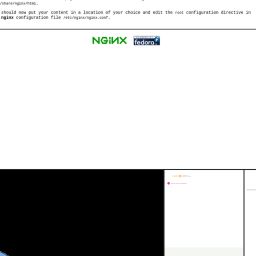 /share/nginx/html.
should now put your content in a location of your choice and edit the root configuration directive in
nginx configuration file /etc/nginx/nginx.conf.
NGINX
fedora